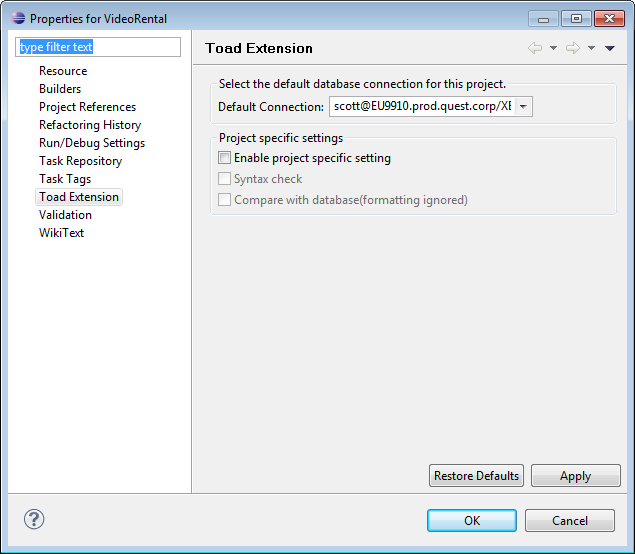 Properties for VideoRental
type filter text
Resource
Builders
Project References
Refactoring History
Run/Debug Settings
Task Repository
Task Tags
Toad Extension
Validation
WikiText
Toad Extension
Select the default database connection for this project.
Default Connection: scott@EU9910.prod.quest.corp/XE
Project specific settings
Enable project specific setting
Syntax check
Compare with database(formatting ignored)
Restore Defaults Apply
? OK Cancel